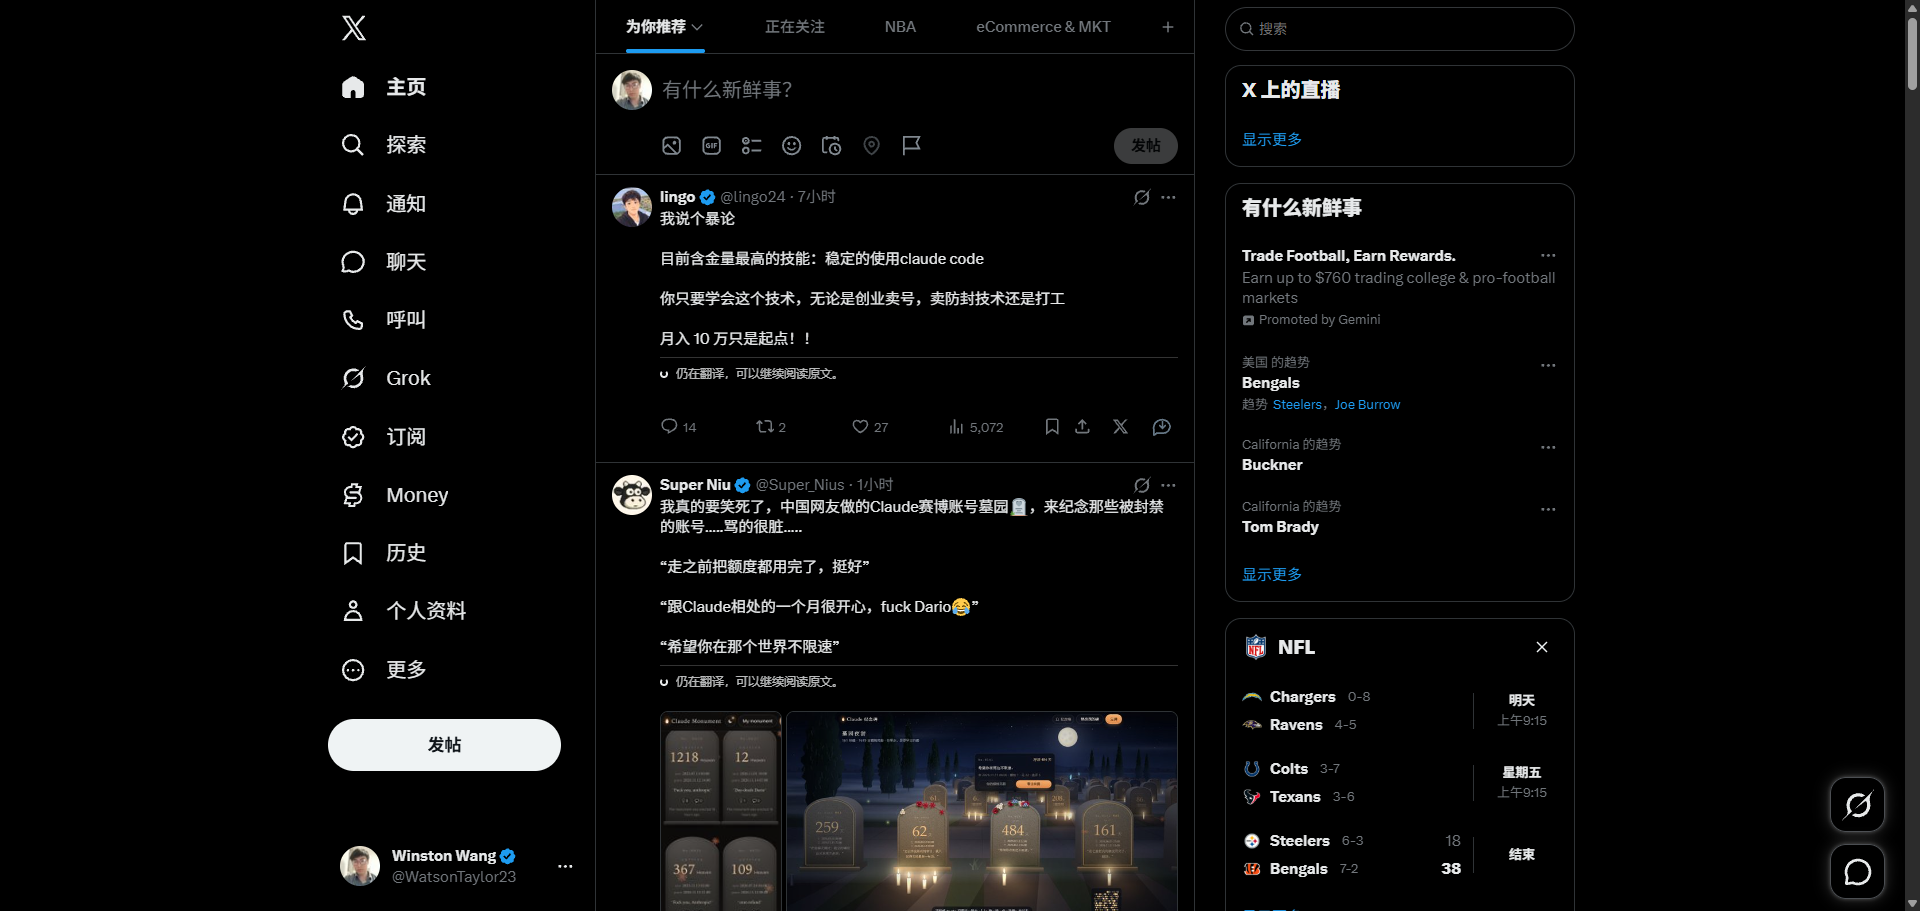 主页
探索
通知
聊天
呼叫
Grok
订阅
Money
历史
个人资料
更多
发帖
Winston Wang
@WatsonTaylor23
为你推荐
正在关注
NBA
eCommerce & MKT
有什么新鲜事？
GIF
发帖
lingo @lingo24 · 7小时
我说个暴论
目前含金量最高的技能：稳定的使用claude code
你只要学会这个技术，无论是创业卖号，卖防封技术还是打工
月入 10 万只是起点！！
仍在翻译，可以继续阅读原文。
14 2 27 5,072
Super Niu @Super_Nius · 1小时
我真的要笑死了，中国网友做的Claude赛博账号墓园🪦，来纪念那些被封禁
的账号.....骂的很脏.....
“走之前把额度都用完了，挺好”
“跟Claude相处的一个月很开心，fuck Dario😂”
“希望你在那个世界不限速”
仍在翻译，可以继续阅读原文。
Claude Monument
My monument
1218
12
367
109
Claude
259
62
484
161
搜索
X 上的直播
显示更多
有什么新鲜事
Trade Football, Earn Rewards.
Earn up to $760 trading college & pro-football
markets
Promoted by Gemini
美国 的趋势
Bengals
趋势 Steelers，Joe Burrow
California 的趋势
Buckner
California 的趋势
Tom Brady
显示更多
NFL
Chargers 0-8
Ravens 4-5
明天
上午9:15
Colts 3-7
Texans 3-6
星期五
上午9:15
Steelers 6-3 18
Bengals 7-2 38
结束